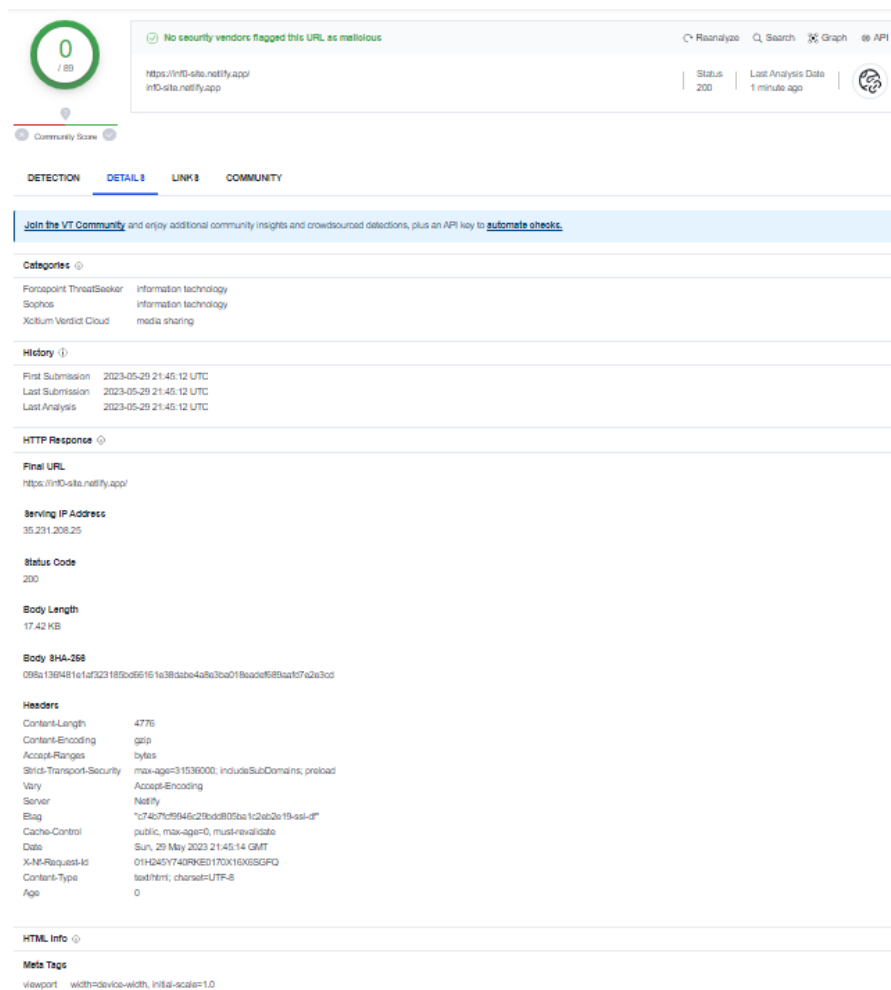 0
/ 89
Community Score
No security vendors flagged this URL as malicious
Reanalyze Search Graph API
https://inf0-site.netlify.app/
inf0-site.netlify.app
Status
200
Last Analysis Date
1 minute ago
DETECTION DETAILS LINKS COMMUNITY
Join the VT Community and enjoy additional community insights and crowdsourced detections, plus an API key to automate checks.
Categories
Forcepoint ThreatSeeker information technology
Sophos information technology
Xcitium Verdict Cloud media sharing
History
First Submission 2023-05-29 21:45:12 UTC
Last Submission 2023-05-29 21:45:12 UTC
Last Analysis 2023-05-29 21:45:12 UTC
HTTP Response
Final URL
https://inf0-site.netlify.app/
Serving IP Address
35.231.208.25
Status Code
200
Body Length
17.42 KB
Body SHA-256
Headers
Content-Length 4776
Content-Encoding gzip
Accept-Ranges bytes
Strict-Transport-Security max-age=31536000; includeSubDomains; preload
Vary Accept-Encoding
Server Netlify
Etag
Cache-Control public, max-age=0, must-revalidate
Date Sun, 29 May 2023 21:45:14 GMT
X-Nf-Request-Id
Content-Type text/html; charset=UTF-8
Age 0
HTML Info
Meta Tags
viewport width=device-width, initial-scale=1.0